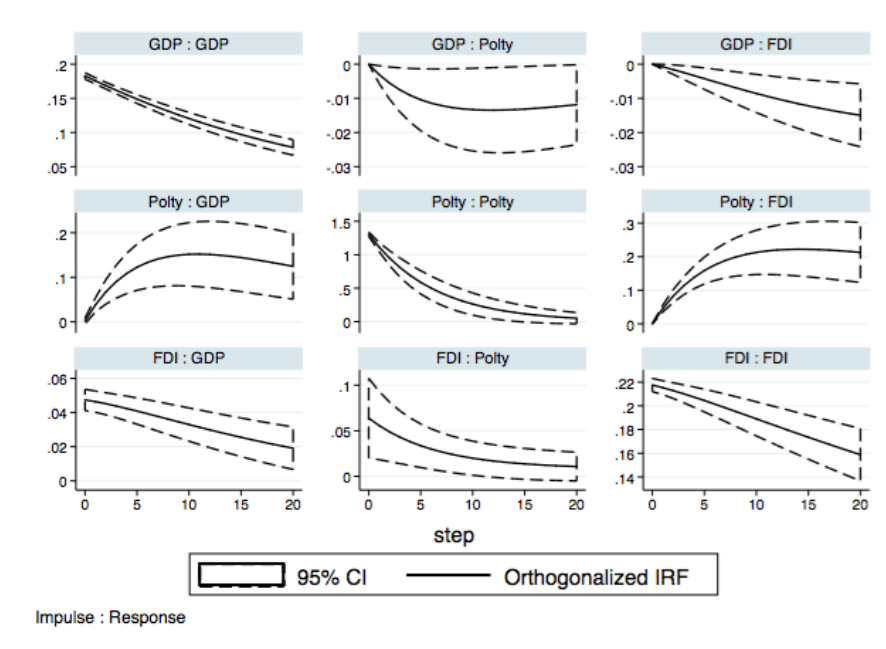 GDP : GDP
GDP : Polty
GDP : FDI
.2
.15
.1
.05
0
-.01
-.02
-.03
0
-.01
-.02
-.03
Polty : GDP
Polty : Polty
Polty : FDI
.2
.1
0
1.5
1
.5
0
.3
.2
.1
0
FDI : GDP
FDI : Polty
FDI : FDI
.06
.04
.02
0
.1
.05
0
.22
.2
.18
.16
.14
0 5 10 15 20
0 5 10 15 20
0 5 10 15 20
step
95% CI
Orthogonalized IRF
Impulse : Response